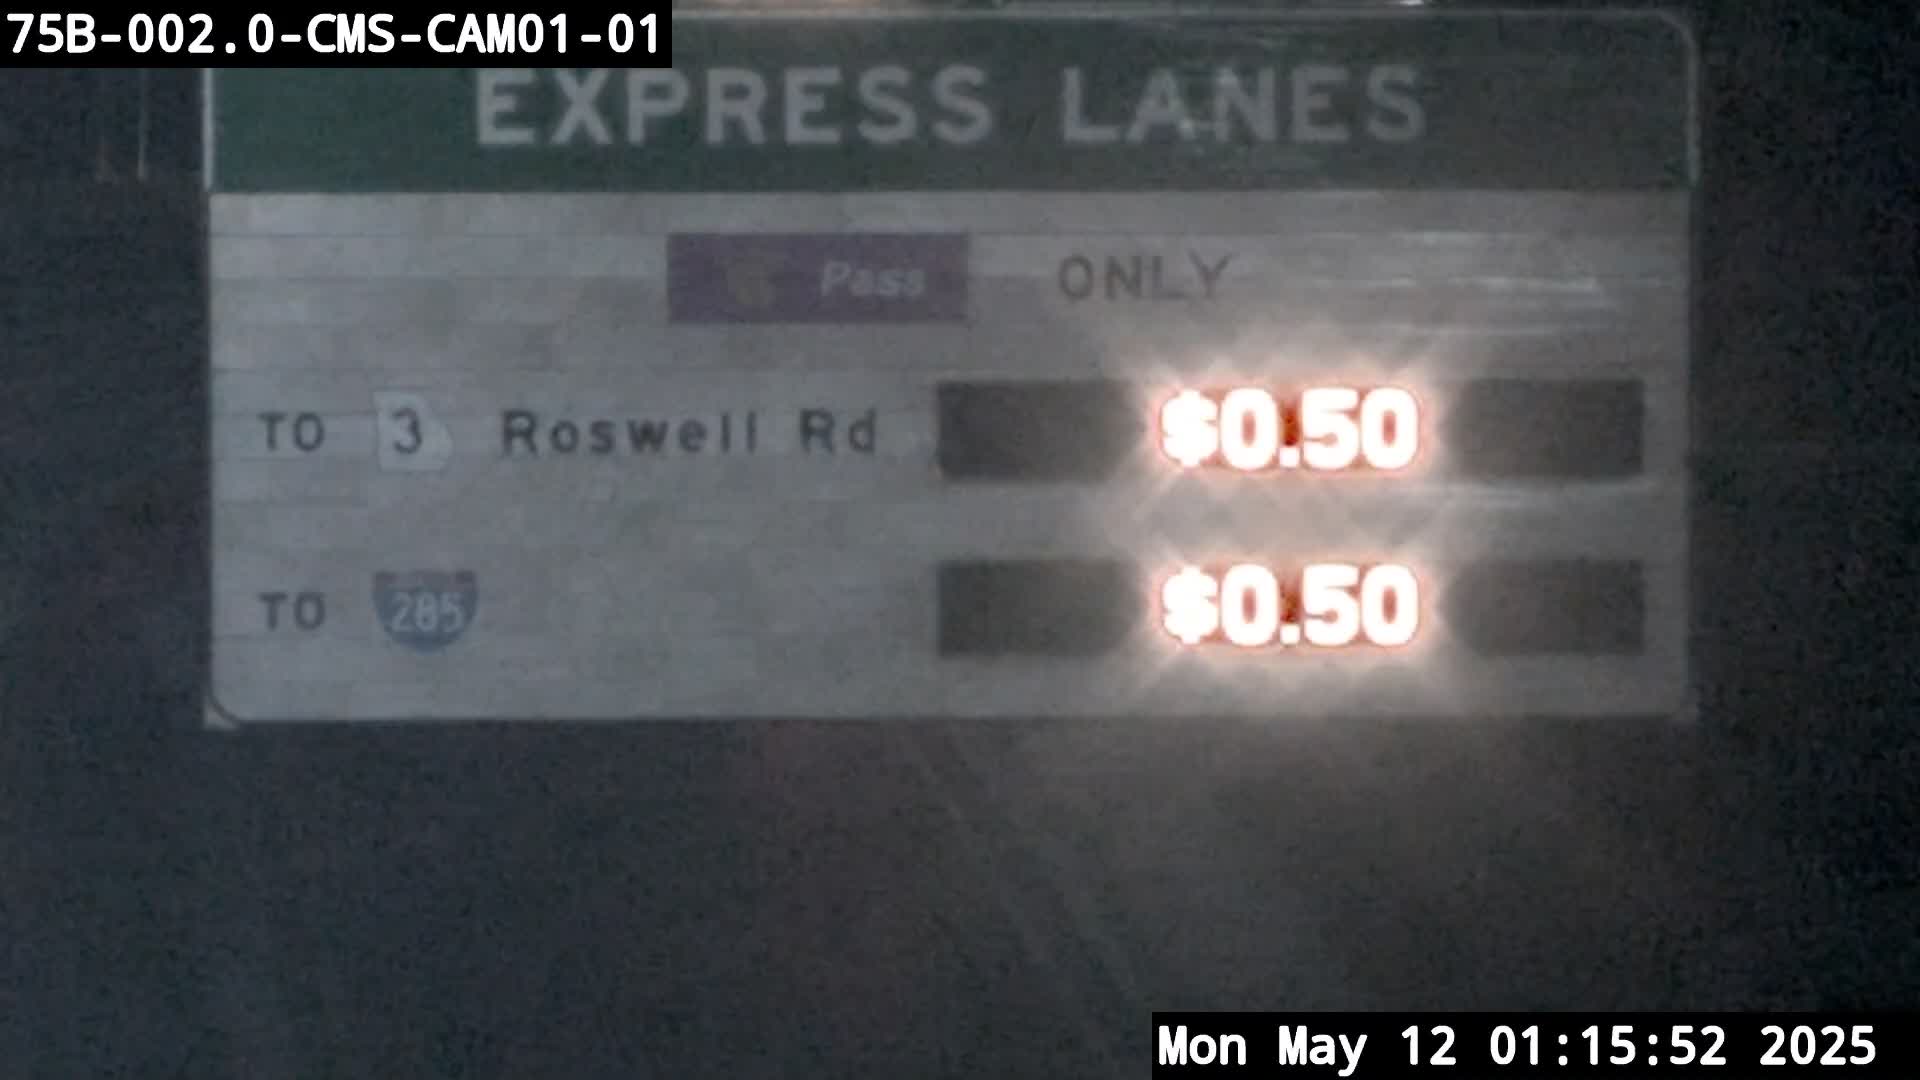 75B-002.0-CMS-CAM01-01
EXPRESS LANES
Pass ONLY
TO 3 Roswell Rd $0.50
TO 285 $0.50
Mon May 12 01:15:52 2025